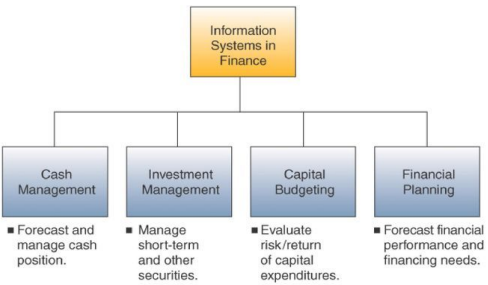 Information
Systems in
Finance
Cash
Management
Investment
Management
Capital
Budgeting
Financial
Planning
■ Forecast and
manage cash
position.
■ Manage
short-term
and other
securities.
■ Evaluate
risk/return
of capital
expenditures.
■ Forecast financial
performance and
financing needs.